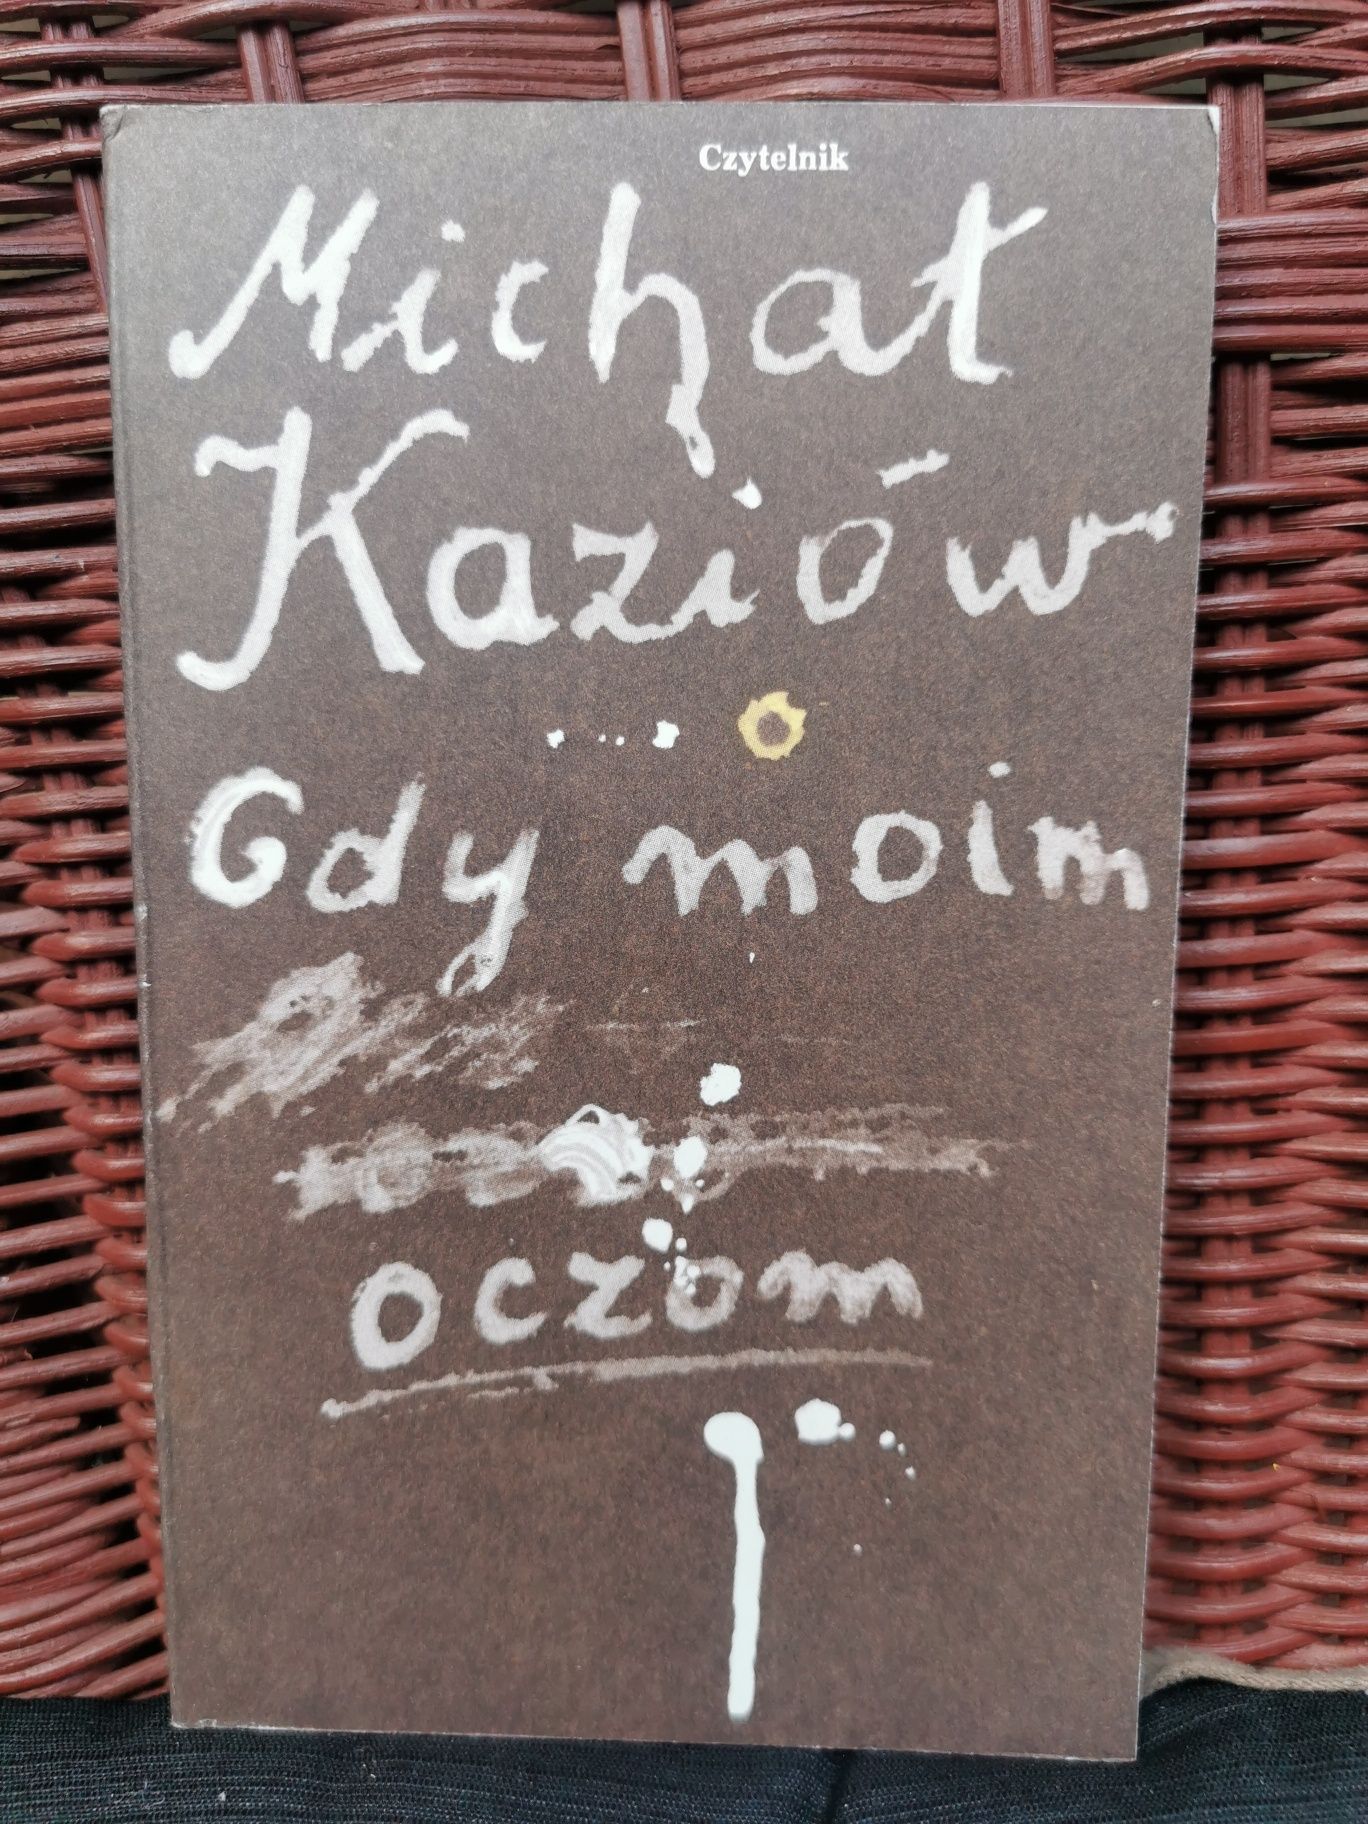 Czytelnik
Michał
Kaziów
Gdy moim
oczom